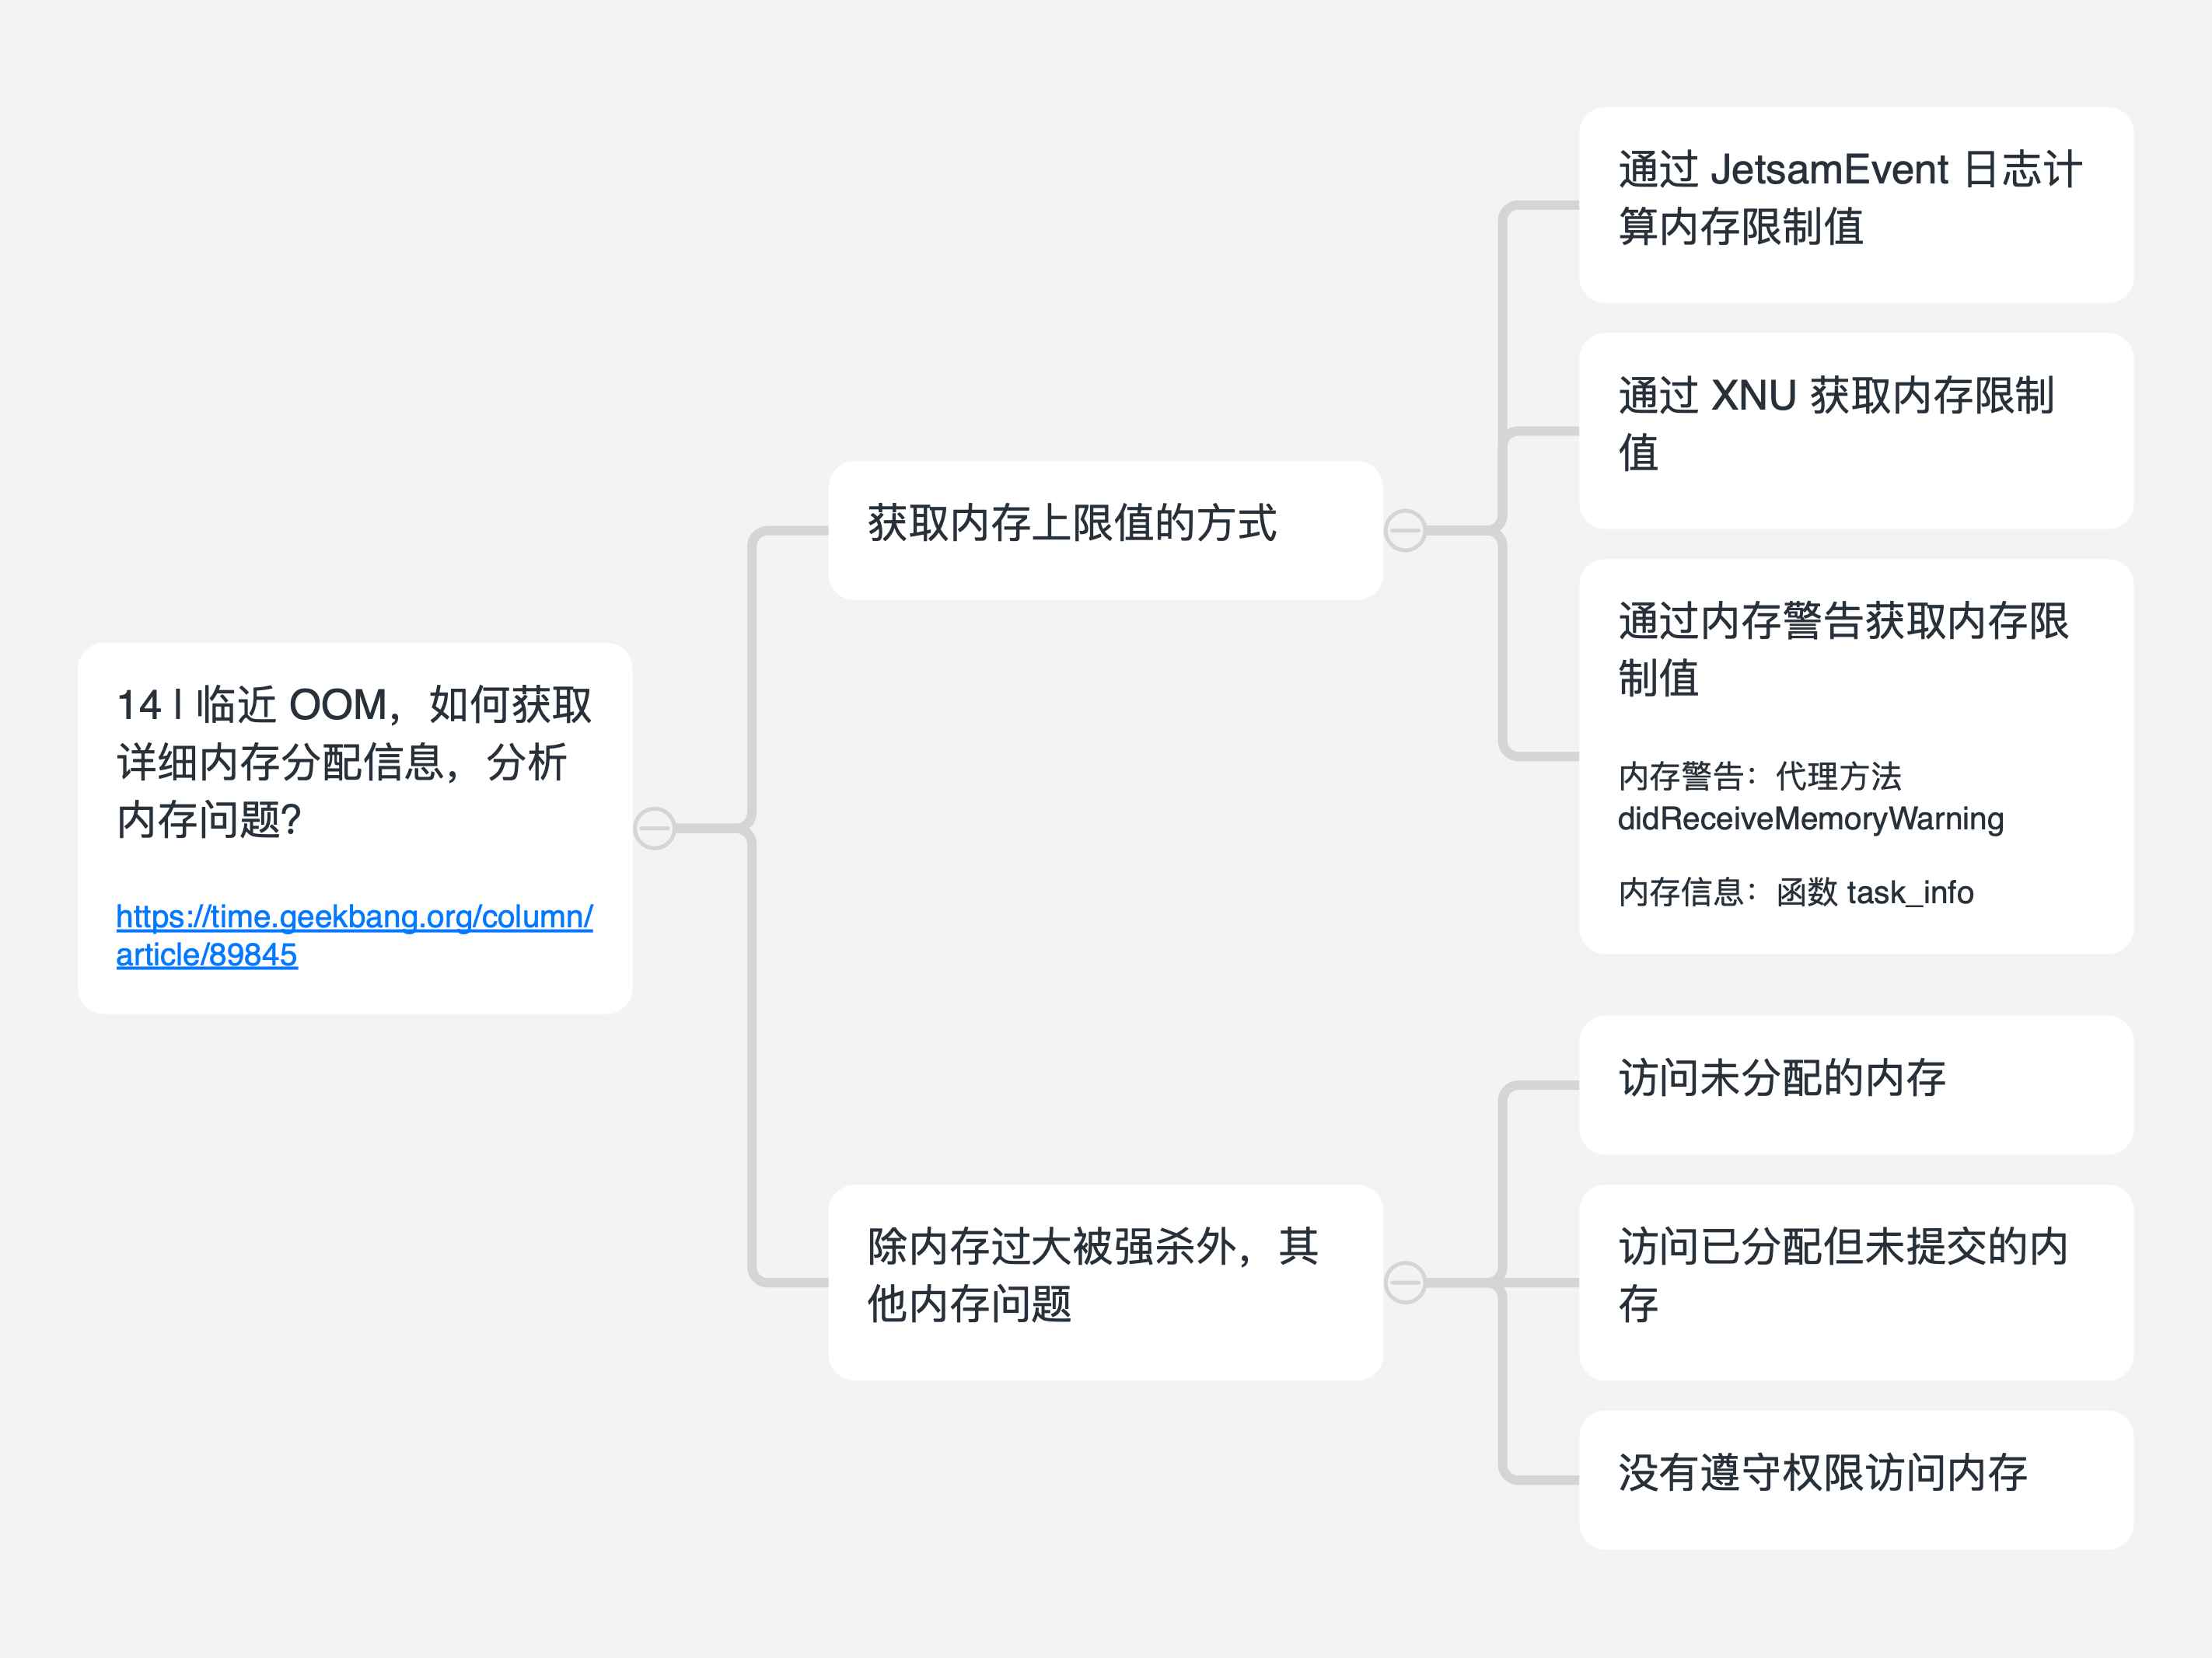 14 | 临近 OOM，如何获取
详细内存分配信息，分析
内存问题？
https://time.geekbang.org/column/
article/89845
获取内存上限值的方式
通过 JetsamEvent 日志计
算内存限制值
通过 XNU 获取内存限制
值
通过内存警告获取内存限
制值
内存警告：代理方法
didReceiveMemoryWarning
内存信息：函数 task_info
除内存过大被强杀外，其
他内存问题
访问未分配的内存
访问已分配但未提交的内
存
没有遵守权限访问内存